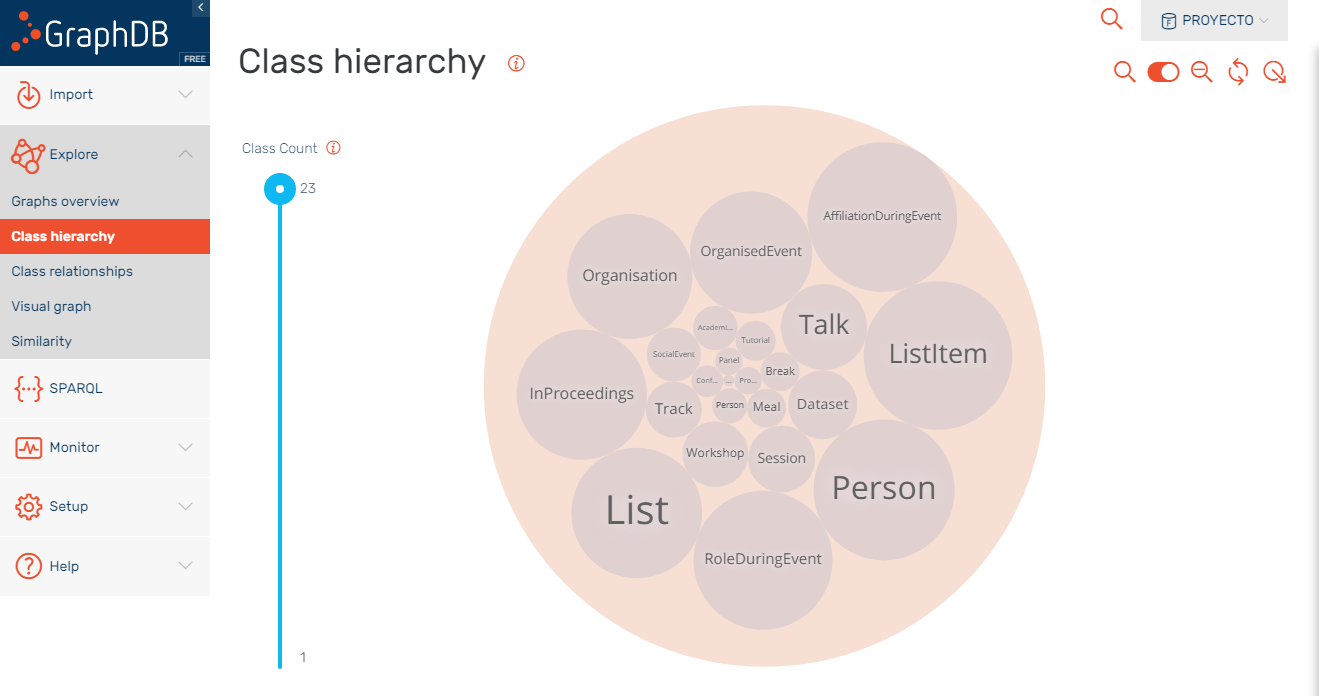 GraphDB
FREE
PROYECTO
Import
Explore
Graphs overview
Class hierarchy
Class relationships
Visual graph
Similarity
SPARQL
Monitor
Setup
Help
Class hierarchy
Class Count
23
1
AffiliationDuringEvent
OrganisedEvent
Organisation
Talk
Academi...
Tutorial
SocialEvent
Panel
ListItem
Break
Conf...
...
Pro...
InProceedings
Track
Person
Meal
Dataset
Workshop
Session
Person
List
RoleDuringEvent